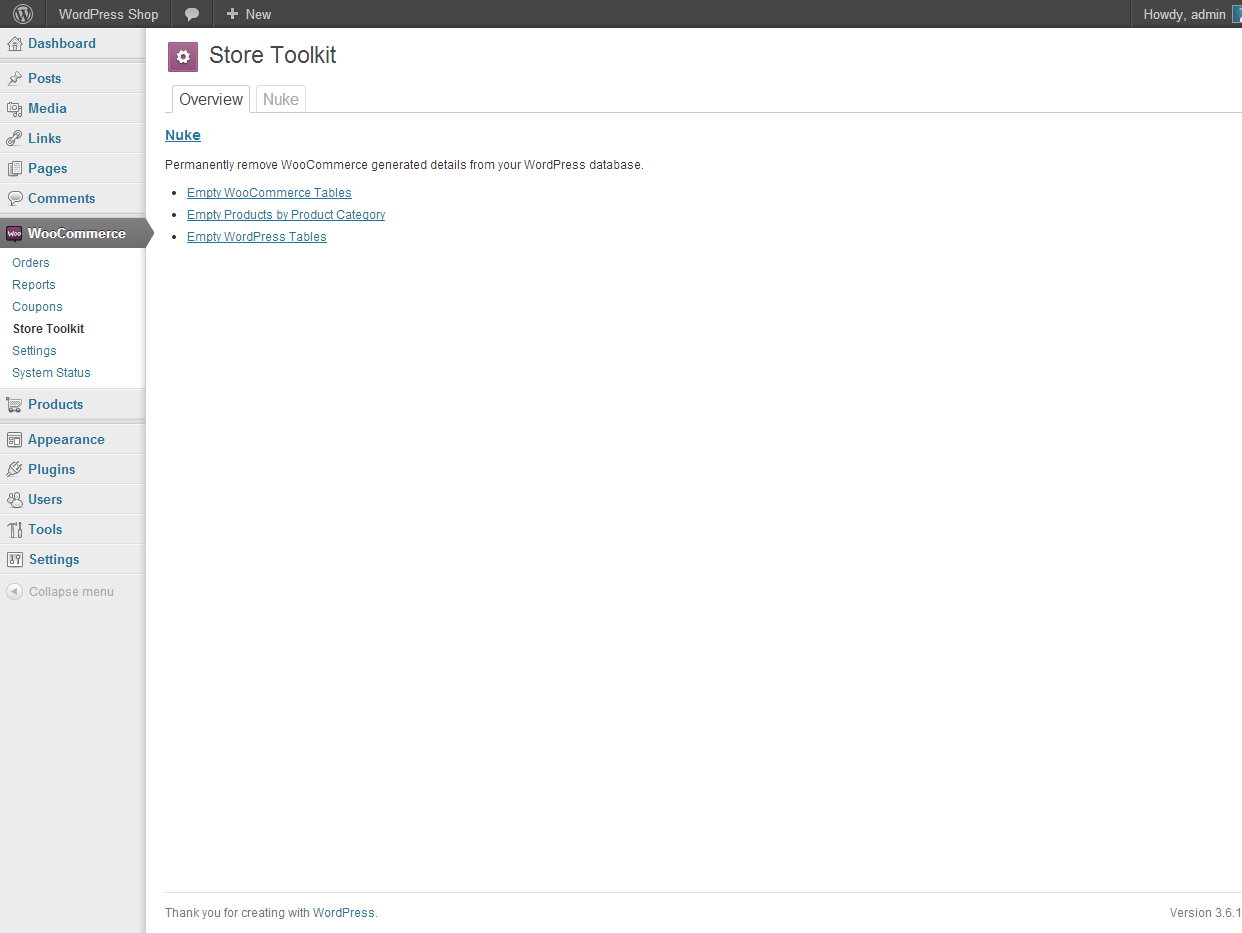 WordPress Shop
New
Howdy, admin
Dashboard
Posts
Media
Links
Pages
Comments
Woo WooCommerce
Orders
Reports
Coupons
Store Toolkit
Settings
System Status
Products
Appearance
Plugins
Users
Tools
Settings
Collapse menu
Store Toolkit
Overview
Nuke
Nuke
Permanently remove WooCommerce generated details from your WordPress database.
Empty WooCommerce Tables
Empty Products by Product Category
Empty WordPress Tables
Thank you for creating with WordPress.
Version 3.6.1